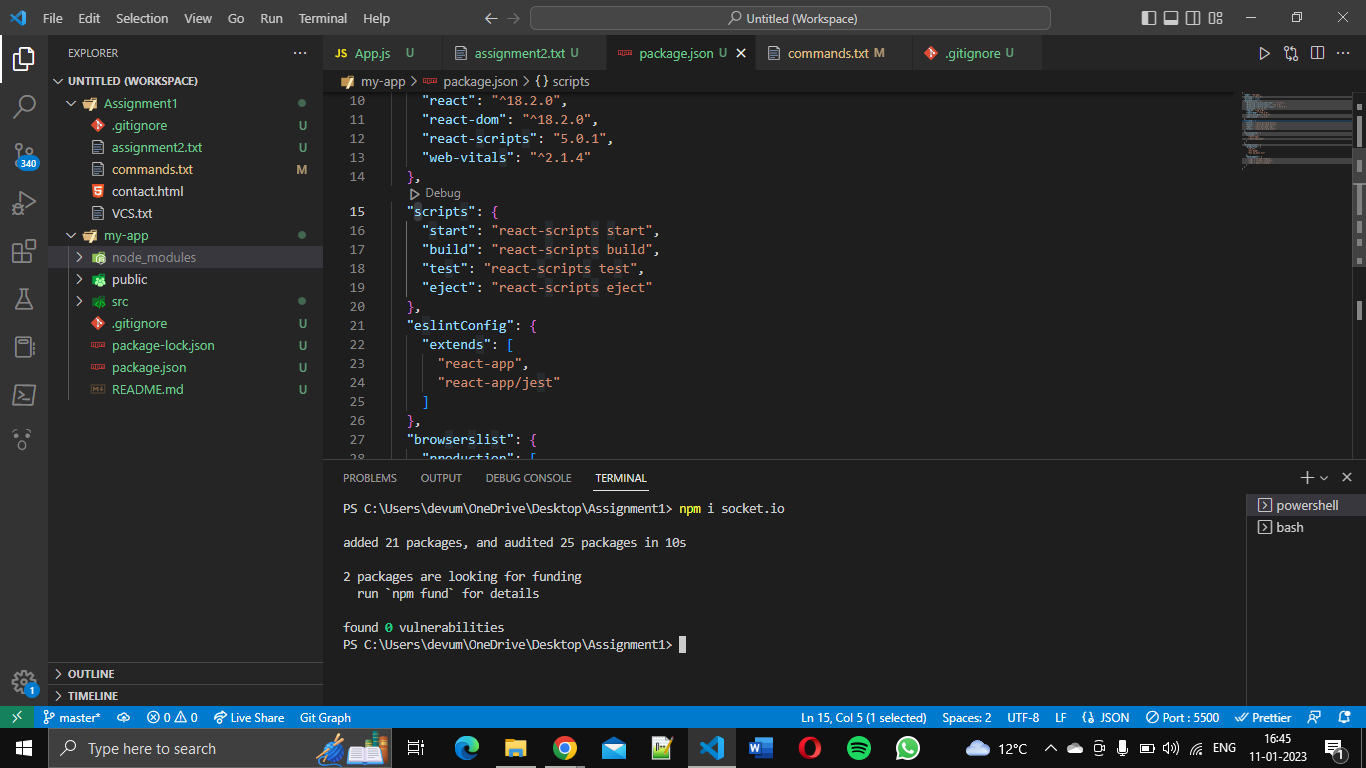 File Edit Selection View Go Run Terminal Help
Untitled (Workspace)
EXPLORER
UNTITLED (WORKSPACE)
Assignment1
.gitignore U
assignment2.txt U
commands.txt M
contact.html
VCS.txt
my-app
node_modules
public
src
.gitignore U
package-lock.json U
package.json U
README.md U
OUTLINE
TIMELINE
340
1
JS App.js U
assignment2.txt U
package.json U
commands.txt M
.gitignore U
my-app > package.json > {} scripts
10 "react": "^18.2.0",
11 "react-dom": "^18.2.0",
12 "react-scripts": "5.0.1",
13 "web-vitals": "^2.1.4"
14 },
Debug
15 "scripts": {
16 "start": "react-scripts start",
17 "build": "react-scripts build",
18 "test": "react-scripts test",
19 "eject": "react-scripts eject"
20 },
21 "eslintConfig": {
22 "extends": [
23 "react-app",
24 "react-app/jest"
25 ]
26 },
27 "browserslist": {
28 "production": [
PROBLEMS OUTPUT DEBUG CONSOLE TERMINAL
PS C:\Users\devum\OneDrive\Desktop\Assignment1> npm i socket.io
added 21 packages, and audited 25 packages in 10s
2 packages are looking for funding
run `npm fund` for details
found 0 vulnerabilities
PS C:\Users\devum\OneDrive\Desktop\Assignment1>
powershell
bash
master* 0 0 Live Share Git Graph Ln 15, Col 5 (1 selected) Spaces: 2 UTF-8 LF {} JSON Port : 5500 Prettier
Type here to search
12°C
ENG
16:45
11-01-2023
1